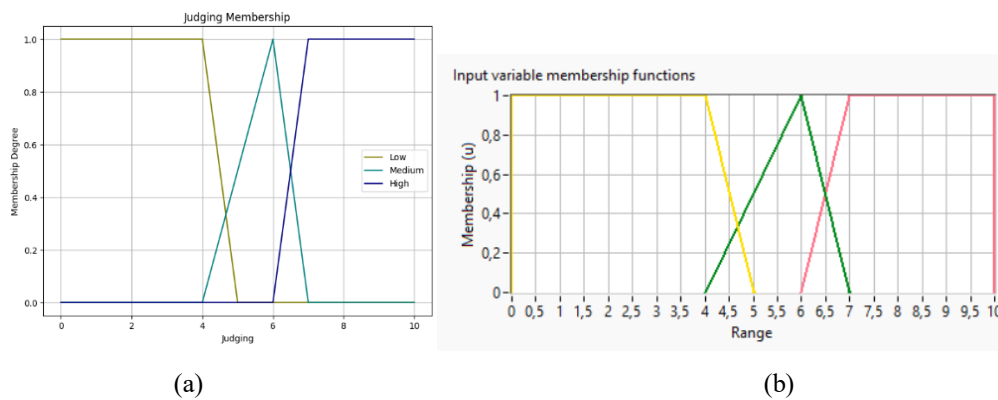 Judging Membership
1.0
0.8
0.6
0.4
0.2
0.0
Membership Degree
Low
Medium
High
0 2 4 6 8 10
Judging
(a)
Input variable membership functions
1
0,8
0,6
0,4
0,2
0
Membership (u)
0 0,5 1 1,5 2 2,5 3 3,5 4 4,5 5 5,5 6 6,5 7 7,5 8 8,5 9 9,5 10
Range
(b)